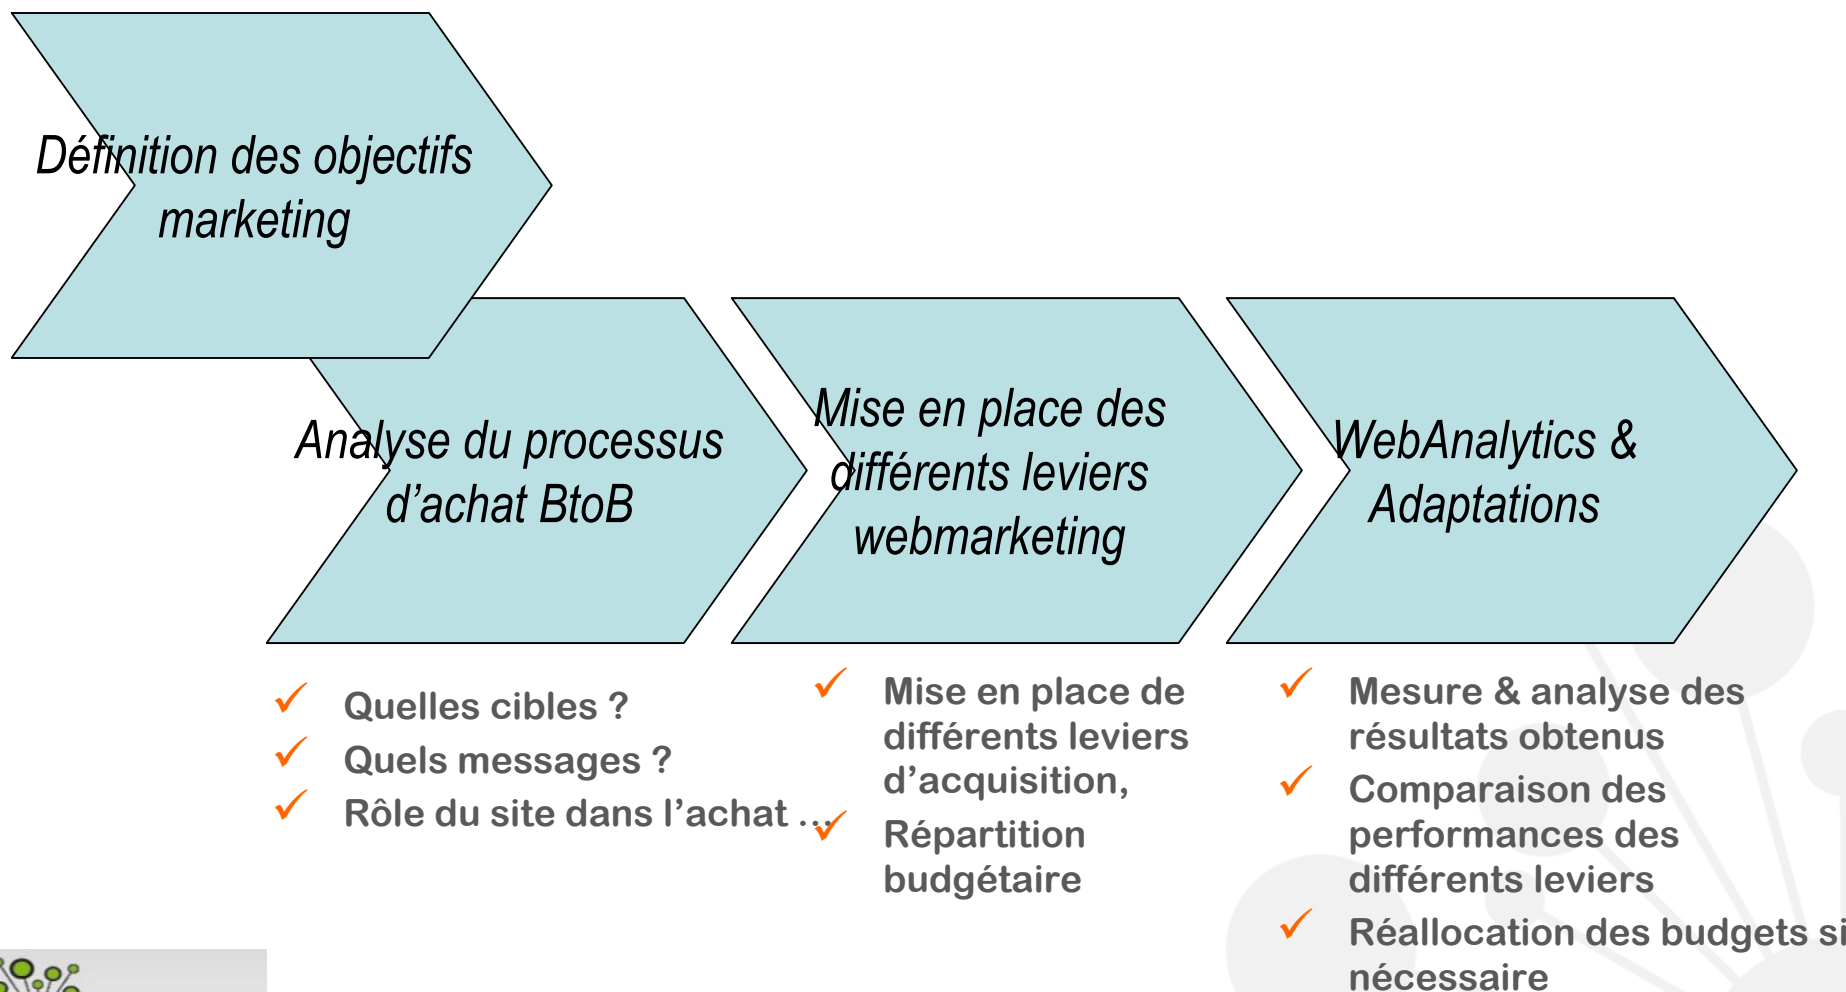 Définition des objectifs
marketing
Analyse du processus
d’achat BtoB
Mise en place des
différents leviers
webmarketing
WebAnalytics &
Adaptations
Quelles cibles ?
Quels messages ?
Rôle du site dans l’achat ...
Mise en place de
différents leviers
d’acquisition,
Répartition
budgétaire
Mesure & analyse des
résultats obtenus
Comparaison des
performances des
différents leviers
Réallocation des budgets si
nécessaire